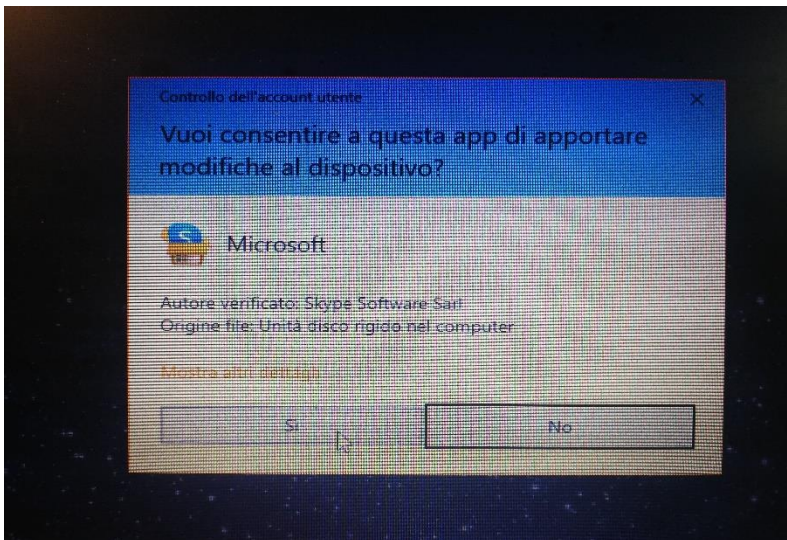 Controllo dell'account utente
Vuoi consentire a questa app di apportare
modifiche al dispositivo?
Microsoft
Autore verificato: Skype Software Sarl
Origine file: Unità disco rigido nel computer
Mostra altri dettagli
Sì
No